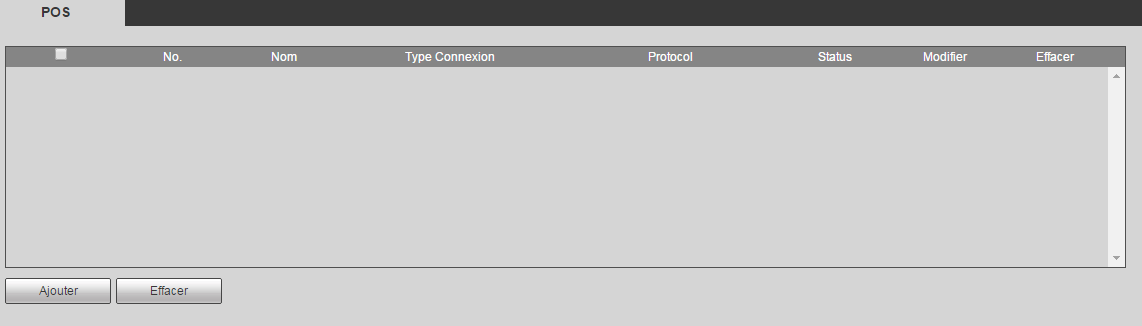 POS
No. Nom Type Connexion Protocol Status Modifier Effacer
Ajouter Effacer